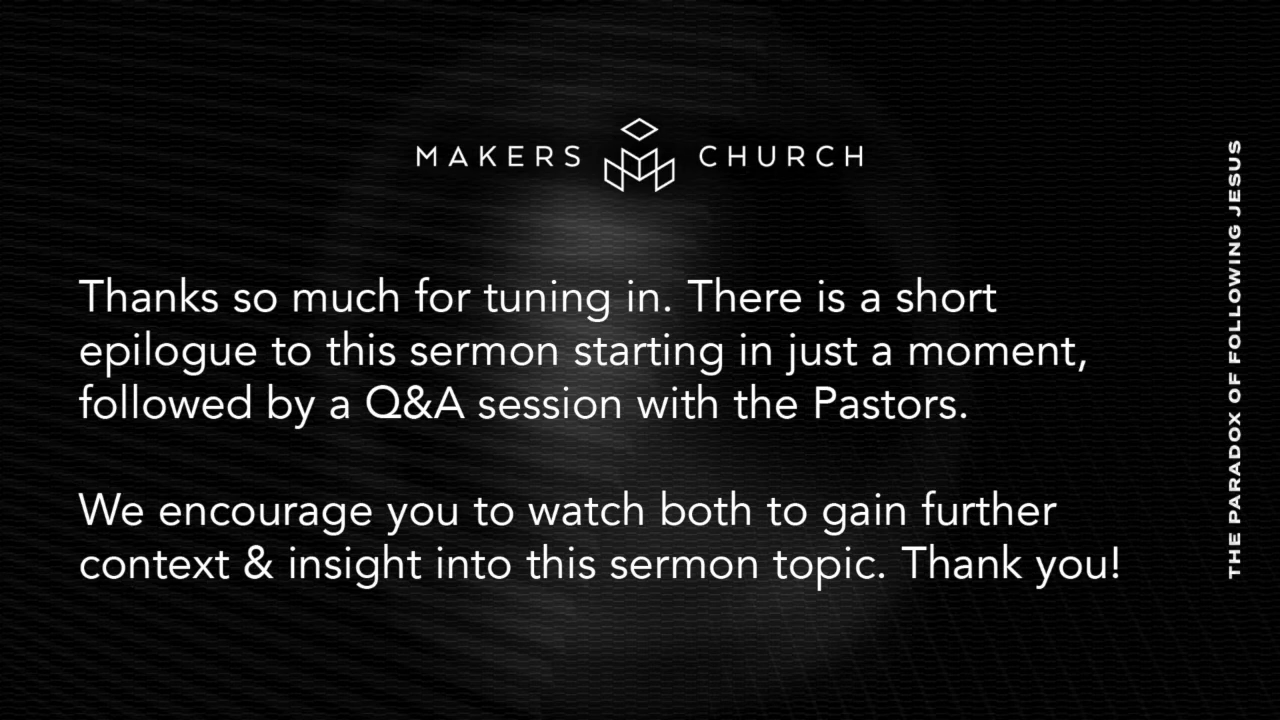 MAKERS CHURCH
Thanks so much for tuning in. There is a short
epilogue to this sermon starting in just a moment,
followed by a Q&A session with the Pastors.
We encourage you to watch both to gain further
context & insight into this sermon topic. Thank you!
THE PARADOX OF FOLLOWING JESUS